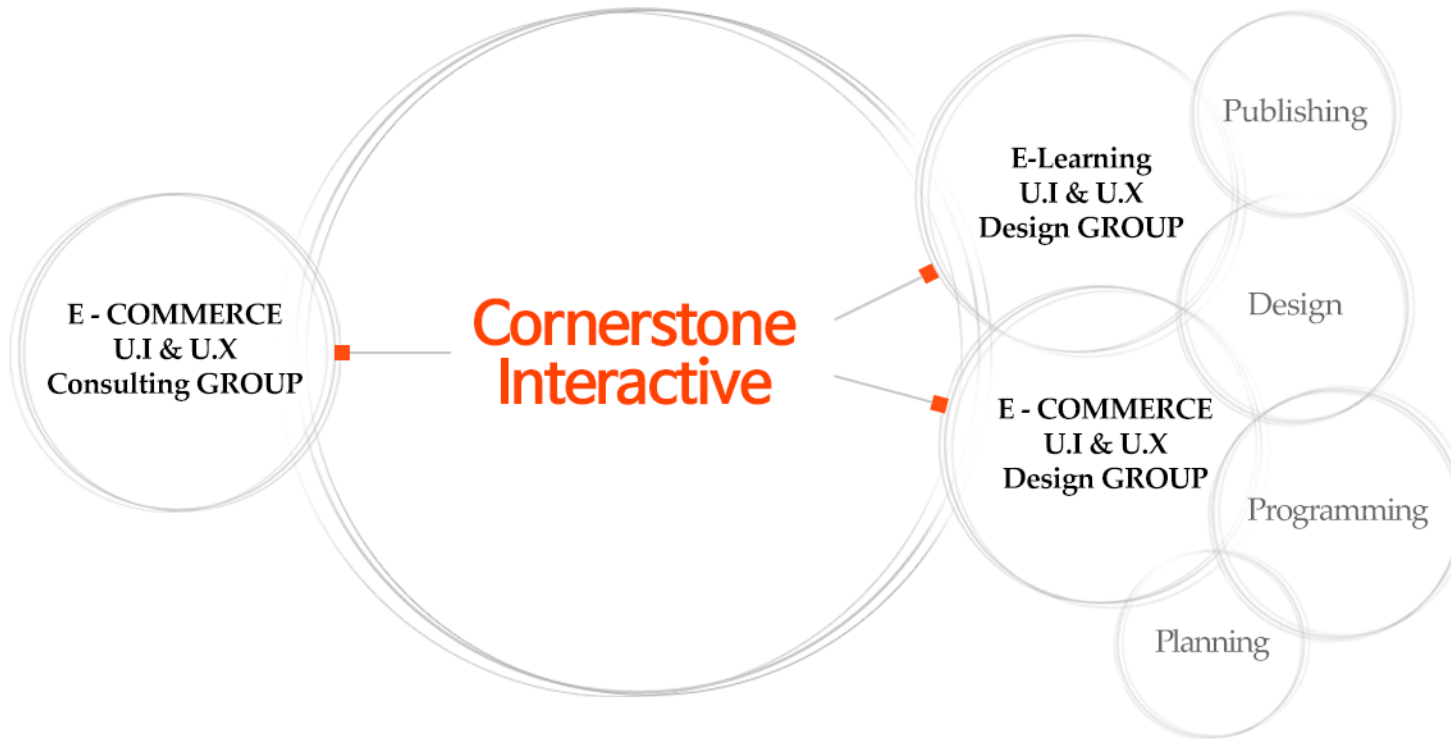 E - COMMERCE
U.I & U.X
Consulting GROUP
Cornerstone
Interactive
E-Learning
U.I & U.X
Design GROUP
E - COMMERCE
U.I & U.X
Design GROUP
Publishing
Design
Programming
Planning